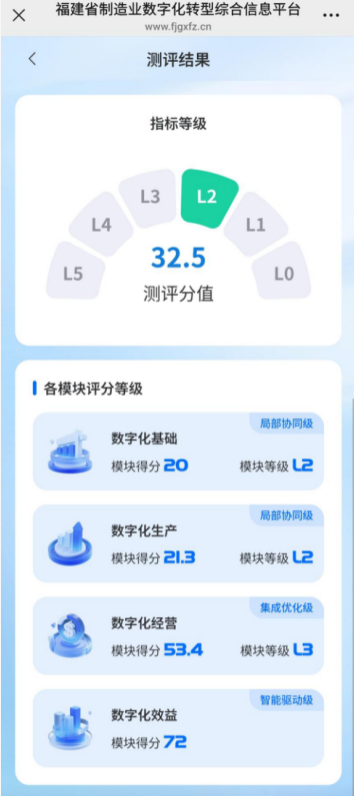 福建省制造业数字化转型综合信息平台
www.fjgxfz.cn
测评结果
指标等级
L5
L4
L3
L2
L1
L0
32.5
测评分值
各模块评分等级
局部协同级
数字化基础
模块得分 20 模块等级 L2
局部协同级
数字化生产
模块得分 21.3 模块等级 L2
集成优化级
数字化经营
模块得分 53.4 模块等级 L3
智能驱动级
数字化效益
模块得分 72